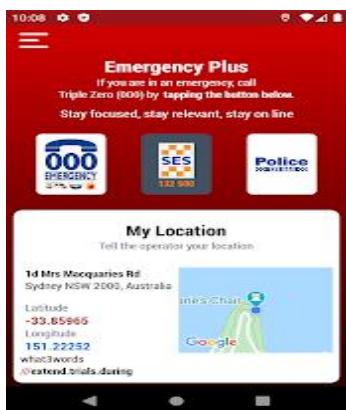 10:08
Emergency Plus
If you are in an emergency, call
Triple Zero (000) by tapping the button below.
Stay focused, stay relevant, stay on line
000
EMERGENCY
SES
132 500
Police
My Location
Tell the operator your location
1d Mrs Macquaries Rd
Sydney NSW 2000, Australia
Latitude
-33.85965
Longitude
151.22252
what3words
///extend.trials.during
aries Chair
Google